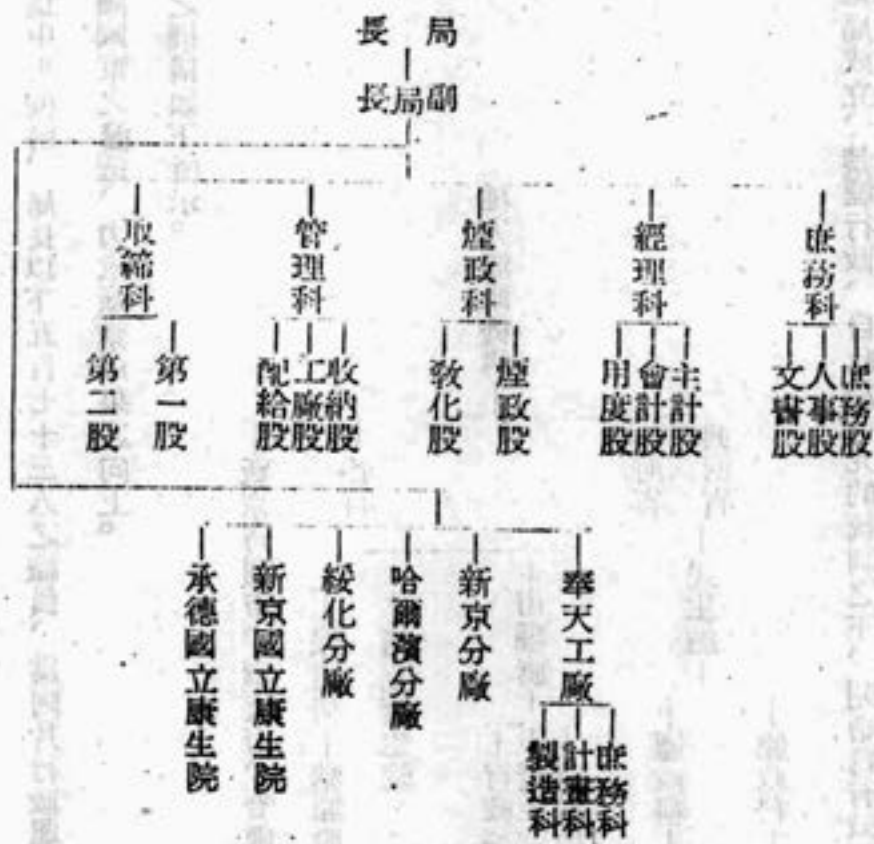 局長
副局長
庶務科
庶務股
人事股
文書股
經理科
主計股
會計股
用度股
煙政科
煙政股
敎化股
管理科
收納股
工廠股
配給股
取締科
第一股
第二股
奉天工廠
庶務科
計畫科
製造科
新京分廠
哈爾濱分廠
綏化分廠
新京國立康生院
承德國立康生院